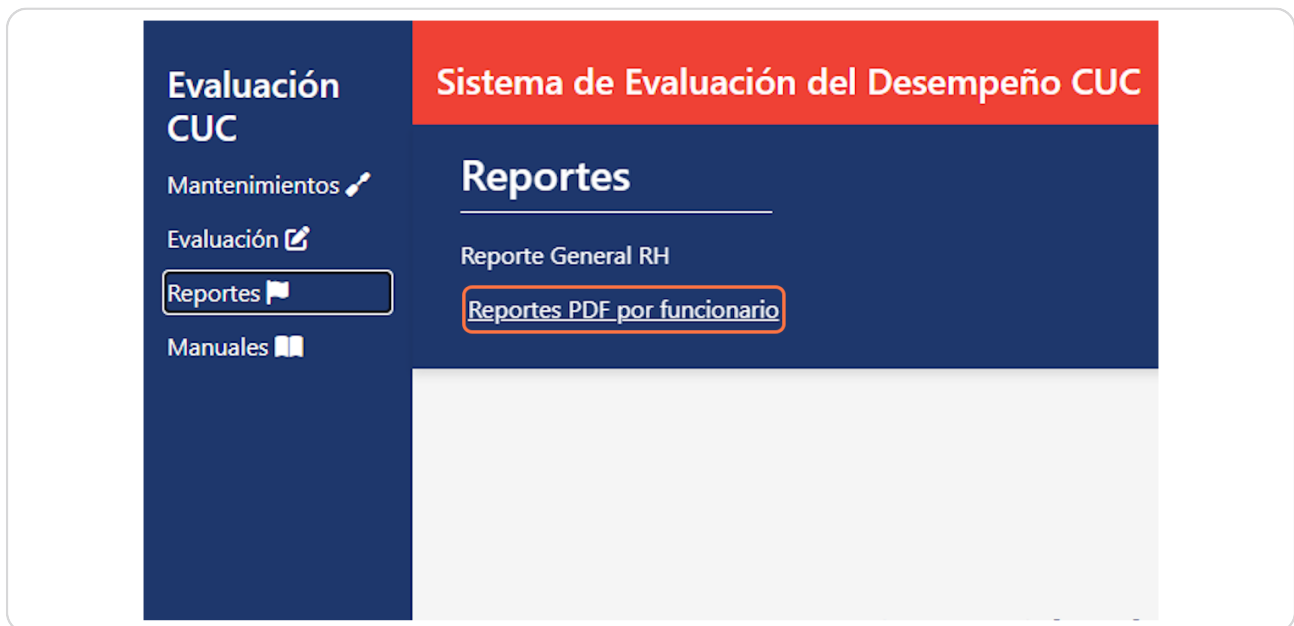 Evaluación
CUC
Mantenimientos
Evaluación
Reportes
Manuales
Sistema de Evaluación del Desempeño CUC
Reportes
Reporte General RH
Reportes PDF por funcionario